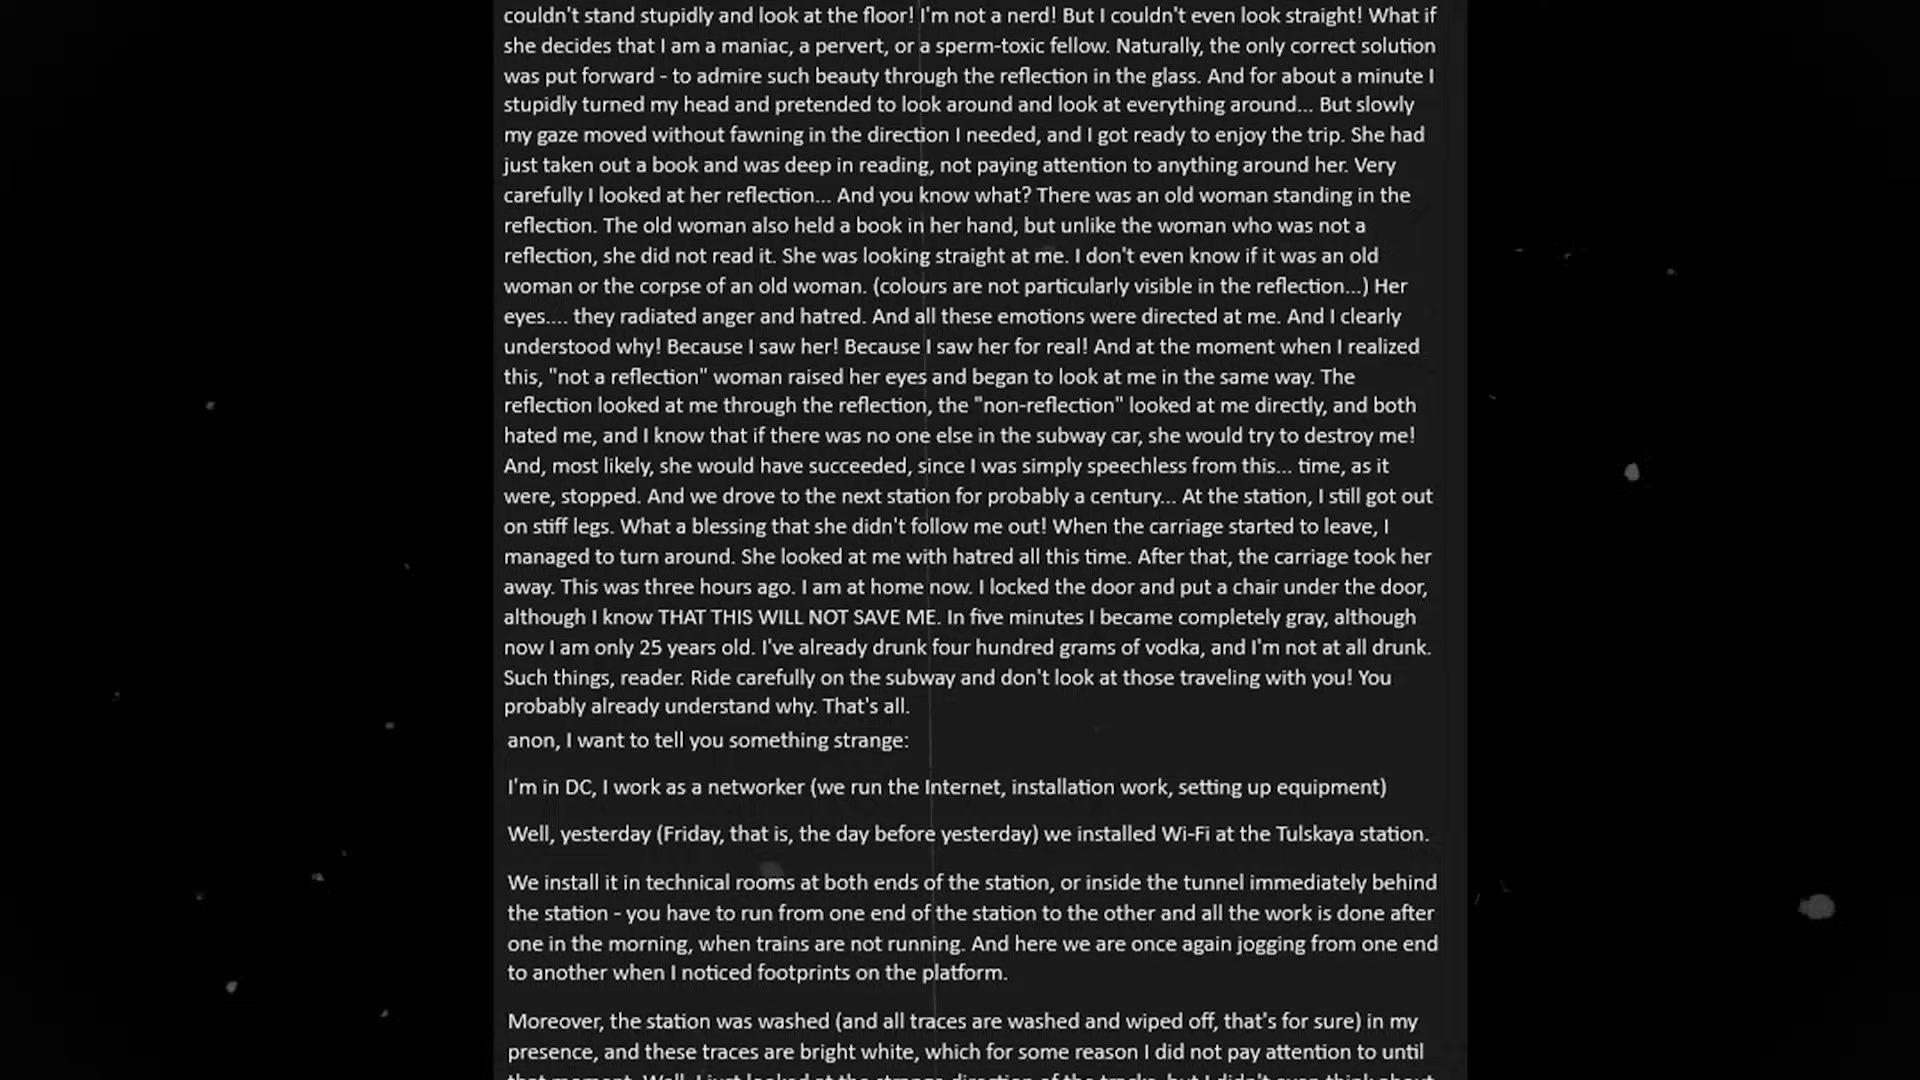 couldn't stand stupidly and look at the floor! I'm not a nerd! But I couldn't even look straight! What if
she decides that I am a maniac, a pervert, or a sperm-toxic fellow. Naturally, the only correct solution
was put forward - to admire such beauty through the reflection in the glass. And for about a minute I
stupidly turned my head and pretended to look around and look at everything around... But slowly
my gaze moved without fawning in the direction I needed, and I got ready to enjoy the trip. She had
just taken out a book and was deep in reading, not paying attention to anything around her. Very
carefully I looked at her reflection... And you know what? There was an old woman standing in the
reflection. The old woman also held a book in her hand, but unlike the woman who was not a
reflection, she did not read it. She was looking straight at me. I don't even know if it was an old
woman or the corpse of an old woman. (colours are not particularly visible in the reflection...) Her
eyes.... they radiated anger and hatred. And all these emotions were directed at me. And I clearly
understood why! Because I saw her! Because I saw her for real! And at the moment when I realized
this, "not a reflection" woman raised her eyes and began to look at me in the same way. The
reflection looked at me through the reflection, the "non-reflection" looked at me directly, and both
hated me, and I know that if there was no one else in the subway car, she would try to destroy me!
And, most likely, she would have succeeded, since I was simply speechless from this... time, as it
were, stopped. And we drove to the next station for probably a century... At the station, I still got out
on stiff legs. What a blessing that she didn't follow me out! When the carriage started to leave, I
managed to turn around. She looked at me with hatred all this time. After that, the carriage took her
away. This was three hours ago. I am at home now. I locked the door and put a chair under the door,
although I know THAT THIS WILL NOT SAVE ME. In five minutes I became completely gray, although
now I am only 25 years old. I've already drunk four hundred grams of vodka, and I'm not at all drunk.
Such things, reader. Ride carefully on the subway and don't look at those traveling with you! You
probably already understand why. That's all.
anon, I want to tell you something strange:
I'm in DC, I work as a networker (we run the Internet, installation work, setting up equipment)
Well, yesterday (Friday, that is, the day before yesterday) we installed Wi-Fi at the Tulskaya station.
We install it in technical rooms at both ends of the station, or inside the tunnel immediately behind
the station - you have to run from one end of the station to the other and all the work is done after
one in the morning, when trains are not running. And here we are once again jogging from one end
to another when I noticed footprints on the platform.
Moreover, the station was washed (and all traces are washed and wiped off, that's for sure) in my
presence, and these traces are bright white, which for some reason I did not pay attention to until